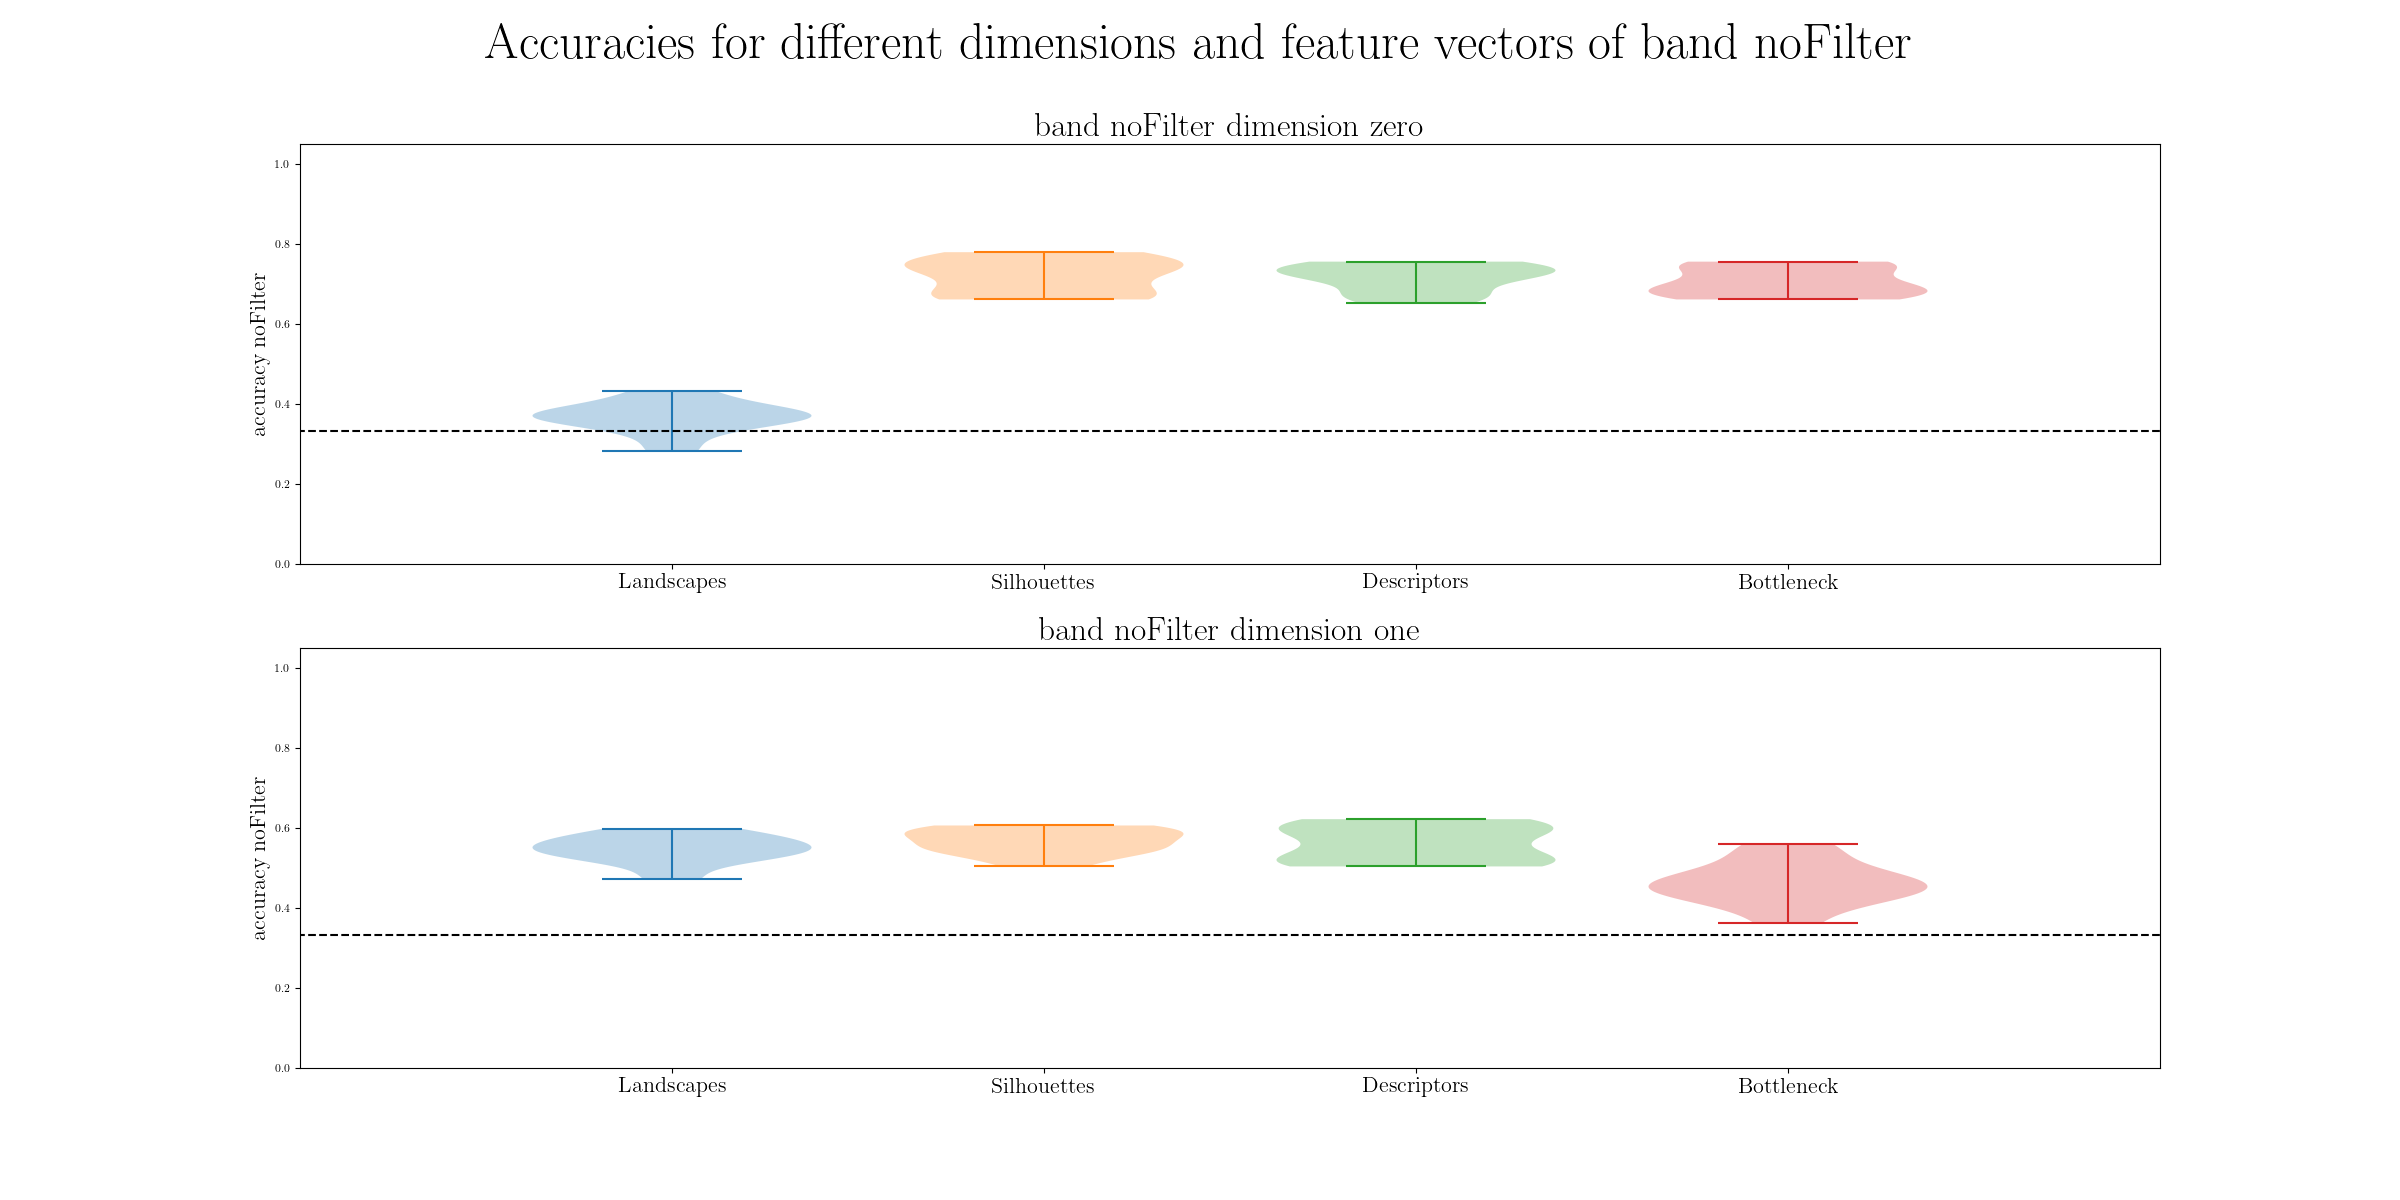 Accuracies for different dimensions and feature vectors of band noFilter
band noFilter dimension zero
accuracy noFilter
1.0
0.8
0.6
0.4
0.2
0.0
Landscapes Silhouettes Descriptors Bottleneck
band noFilter dimension one
accuracy noFilter
1.0
0.8
0.6
0.4
0.2
0.0
Landscapes Silhouettes Descriptors Bottleneck